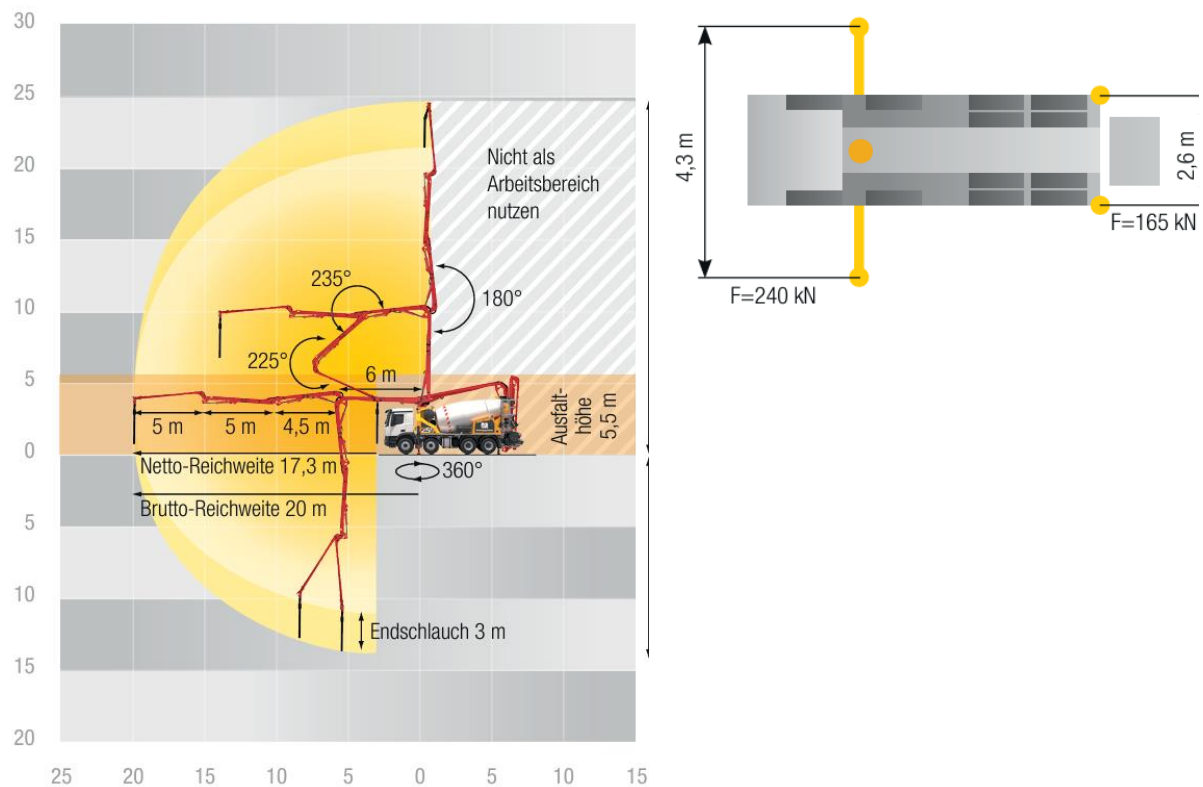 30
25
20
15
10
5
0
5
10
15
20
25
20
15
10
5
0
5
10
15
Nicht als
Arbeitsbereich
nutzen
235°
180°
225°
6 m
5 m
5 m
4,5 m
Ausfalt-
höhe
5,5 m
Netto-Reichweite 17,3 m
360°
Brutto-Reichweite 20 m
Endschlauch 3 m
4,3 m
2,6 m
F=165 kN
F=240 kN